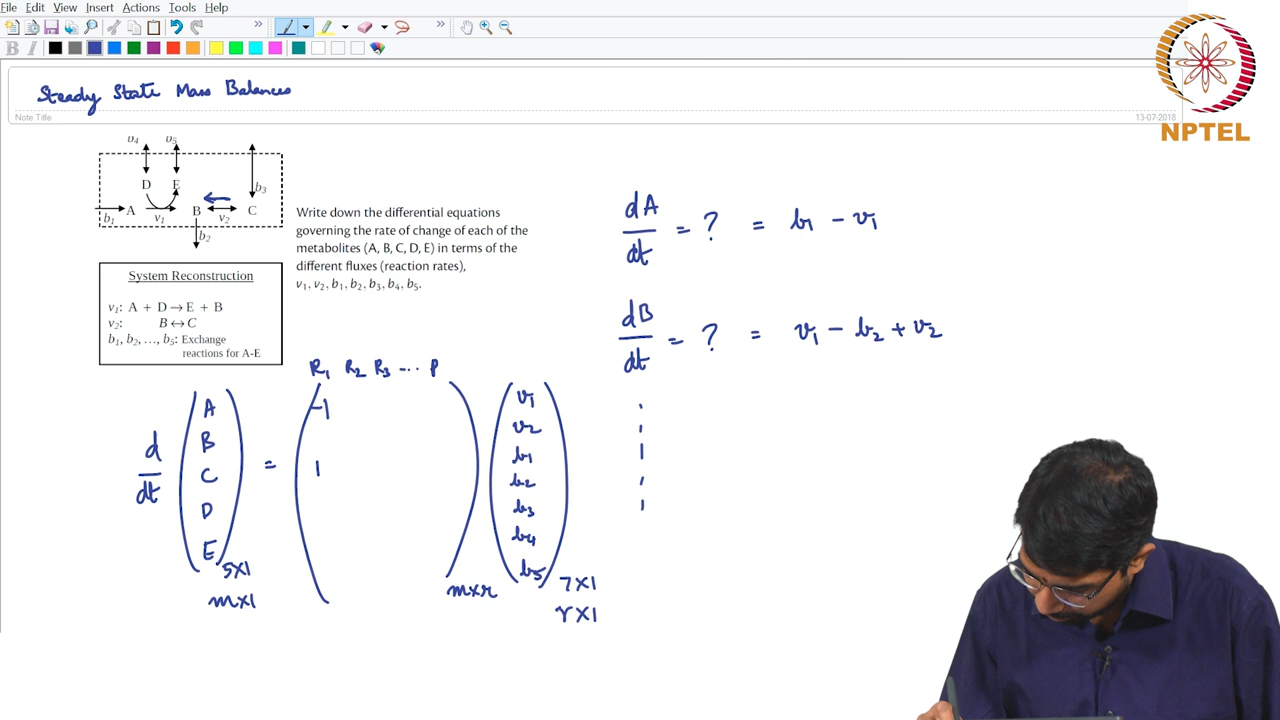 File Edit View Insert Actions Tools Help
Steady State Mass Balances
Note Title
13-07-2018
NPTEL
b4 b5
D E
b3
b1 A v1 B v2 C
b2
System Reconstruction
v1: A + D → E + B
v2: B ↔ C
b1, b2, ..., b5: Exchange
reactions for A-E
Write down the differential equations
governing the rate of change of each of the
metabolites (A, B, C, D, E) in terms of the
different fluxes (reaction rates),
v1, v2, b1, b2, b3, b4, b5.
dA/dt = ? = b1 - v1
dB/dt = ? = v1 - b2 + v2
R1 R2 R3 ... P
d/dt
A
B
C
D
E
5X1
mx1
=
-1
1
mxr
v1
v2
b1
b2
b3
b4
b5
7X1
rX1